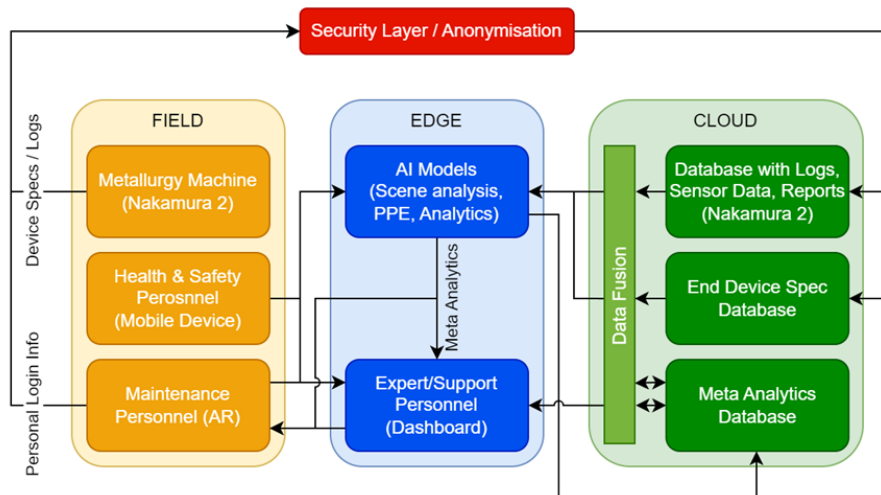 Security Layer / Anonymisation
FIELD
EDGE
CLOUD
Device Specs / Logs
Metallurgy Machine
(Nakamura 2)
AI Models
(Scene analysis,
PPE, Analytics)
Database with Logs,
Sensor Data, Reports
(Nakamura 2)
Health & Safety
Perosnnel
(Mobile Device)
Meta Analytics
Data Fusion
End Device Spec
Database
Personal Login Info
Maintenance
Personnel (AR)
Expert/Support
Personnel
(Dashboard)
Meta Analytics
Database